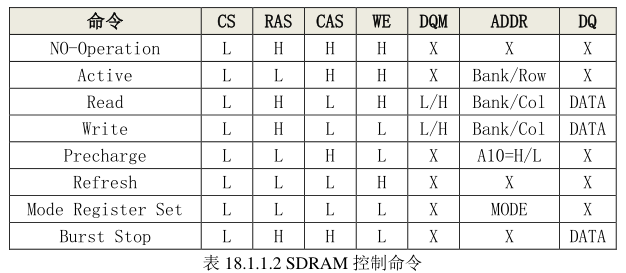 命令 CS RAS CAS WE DQM ADDR DQ
NO-Operation L H H H X X X
Active L L H H X Bank/Row X
Read L H L H L/H Bank/Col DATA
Write L H L L L/H Bank/Col DATA
Precharge L L H L X A10=H/L X
Refresh L L L H X X X
Mode Register Set L L L L X MODE X
Burst Stop L H H L X X DATA
表 18.1.1.2 SDRAM 控制命令